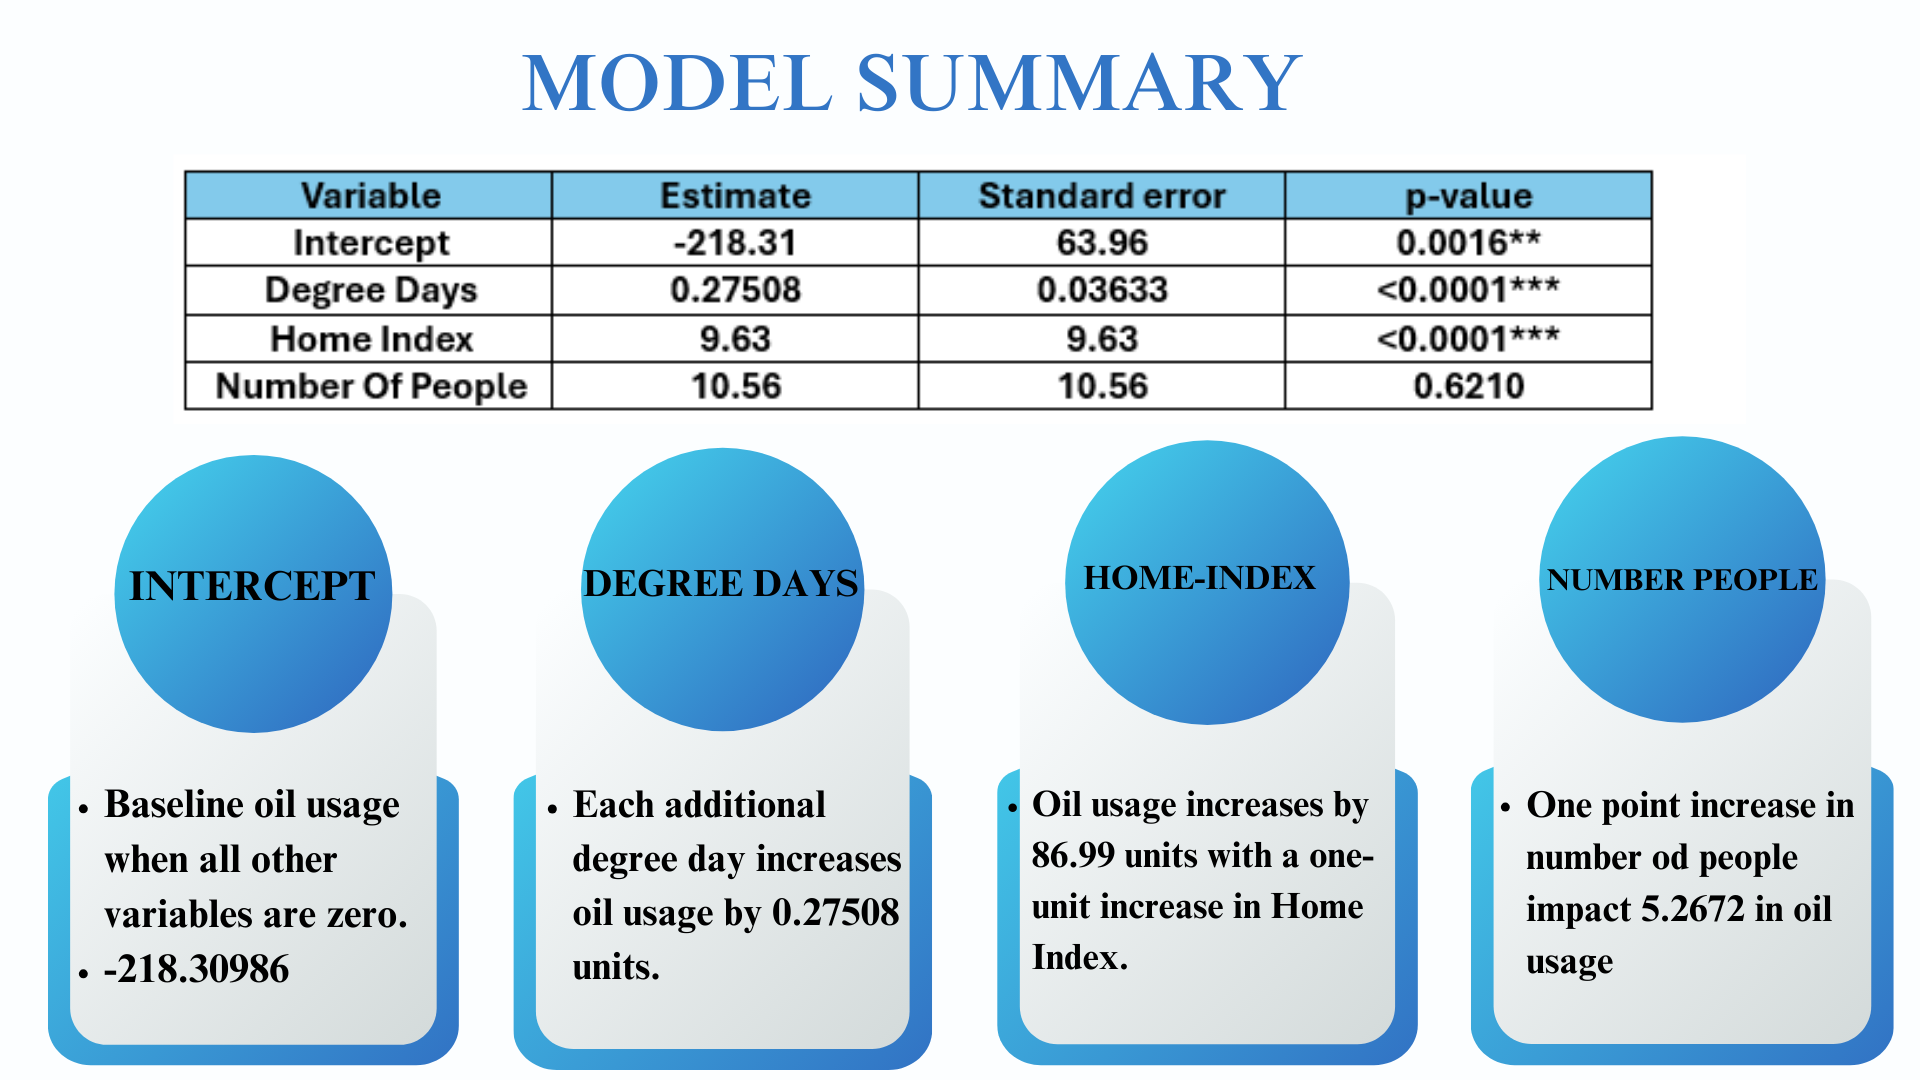 MODEL SUMMARY
Variable Estimate Standard error p-value
Intercept -218.31 63.96 0.0016**
Degree Days 0.27508 0.03633 <0.0001***
Home Index 9.63 9.63 <0.0001***
Number Of People 10.56 10.56 0.6210
INTERCEPT
• Baseline oil usage
when all other
variables are zero.
• -218.30986
DEGREE DAYS
• Each additional
degree day increases
oil usage by 0.27508
units.
HOME-INDEX
• Oil usage increases by
86.99 units with a one-
unit increase in Home
Index.
NUMBER PEOPLE
• One point increase in
number od people
impact 5.2672 in oil
usage